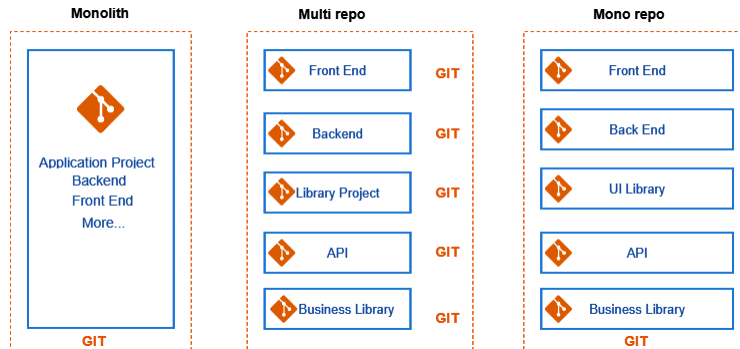 Monolith
Application Project
Backend
Front End
More...
GIT
Multi repo
Front End GIT
Backend GIT
Library Project GIT
API GIT
Business Library GIT
Mono repo
Front End
Back End
UI Library
API
Business Library
GIT